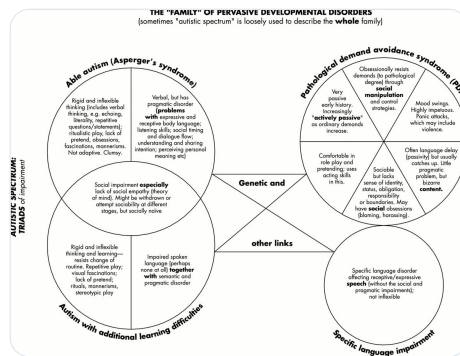 THE "FAMILY" OF PERVASIVE DEVELOPMENTAL DISORDERS
(sometimes "autistic spectrum" is loosely used to describe the whole family)
AUTISTIC SPECTRUM:
TRIADS of impairment
Able autism (Asperger's syndrome)
Rigid and inflexible
thinking (includes verbal
thinking, e.g. echoing,
literality, repetitive
questions/statements);
ritualistic play, lack of
pretend, obsessions,
fascinations, mannerisms.
Not adaptive. Clumsy.
Verbal, but has
pragmatic disorder
(problems
with) expressive and
receptive body language;
listening skills; social timing
and dialogue flow;
understanding and sharing
intention; perceiving personal
meaning etc)
Social impairment especially
lack of social empathy (theory
of mind). Might be withdrawn or
attempt sociability at different
stages, but socially naïve
Rigid and inflexible
thinking and learning—
resists change of
routine. Repetitive play;
visual fascinations;
lack of pretend;
rituals, mannerisms,
stereotypic play
Impaired spoken
language (perhaps
none at all) together
with semantic and
pragmatic disorder
Autism with additional learning difficulties
Genetic and
other links
Pathological demand avoidance syndrome
Obsessionally resists
demands (to pathological
degree) through
social
manipulation
and control
strategies.
Very
passive
early history.
Increasingly
"actively passive"
as ordinary demands
increase.
Mood swings.
Highly impetuous.
Panic attacks,
which may
include violence.
Comfortable in
role play and
pretending; uses
acting skills
in this.
Sociable but
lacks
sense of identity,
status, obligation,
responsibility
or boundaries. May
have social obsessions
(blaming, harassing).
Often language delay
(passivity) but usually
catches up. Little
pragmatic
problem, but
bizarre
content.
Specific language disorder
affecting receptive/expressive
speech (without the social and
pragmatic impairments);
not inflexible
Specific language impairment